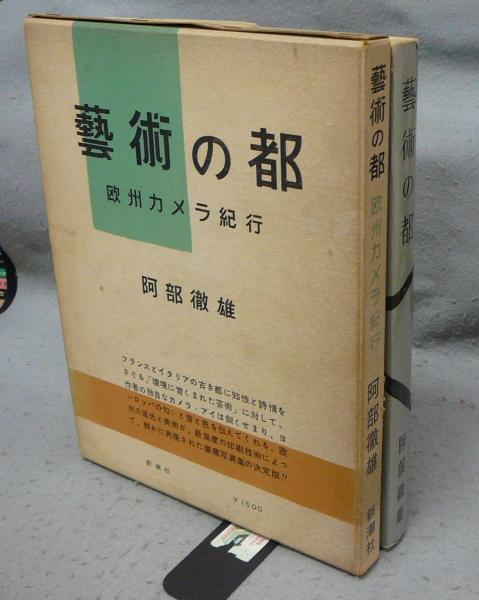 藝術の都
欧州カメラ紀行
阿部徹雄
フランスとイタリアの古き都に知性と詩情を
さぐる。「環境に育くまれた芸術」に対して、
作者の独自なカメラ・アイは鋭くせまり、ヨ
ーロッパの匂いと音と色を伝えてくれる。欧
州の風光と美術が、最高度の印刷技術によっ
て、鮮かに再現された豪華写真集の決定版!!
新潮社
￥1500
藝術の都 欧州カメラ紀行 阿部徹雄 新潮社
藝術の都 阿部徹雄